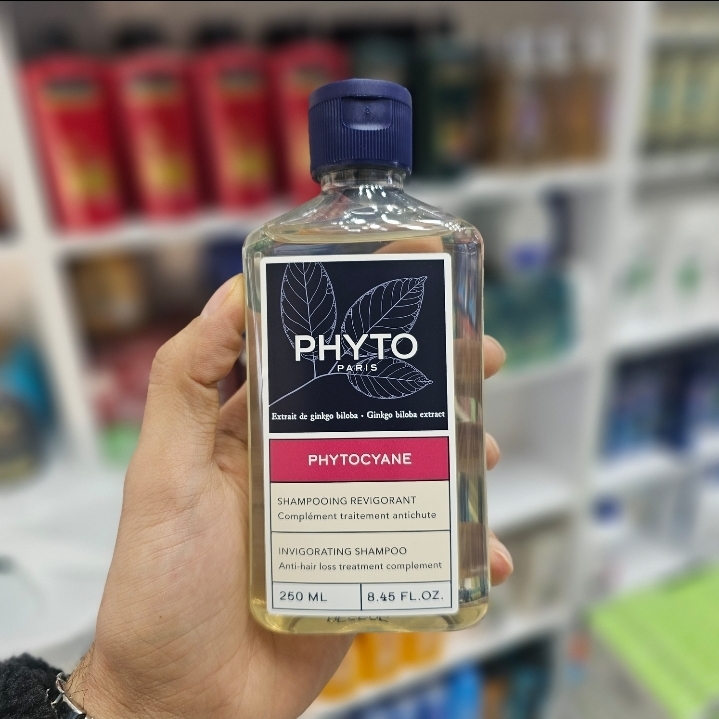 PHYTO
PARIS
Extrait de ginkgo biloba • Ginkgo biloba extract
PHYTOCYANE
SHAMPOOING REVIGORANT
Complément traitement antichute
INVIGORATING SHAMPOO
Anti-hair loss treatment complement
250 ML
8.45 FL.OZ.